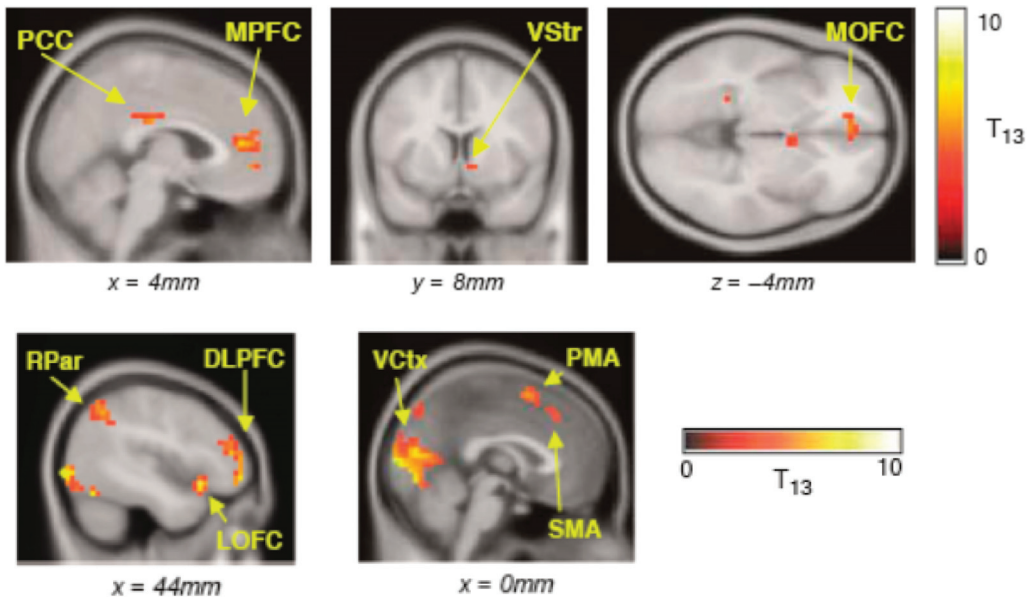 PCC
MPFC
VStr
MOFC
10
T13
0
x = 4mm
y = 8mm
z = −4mm
RPar
DLPFC
LOFC
VCtx
PMA
SMA
0
10
T13
x = 44mm
x = 0mm